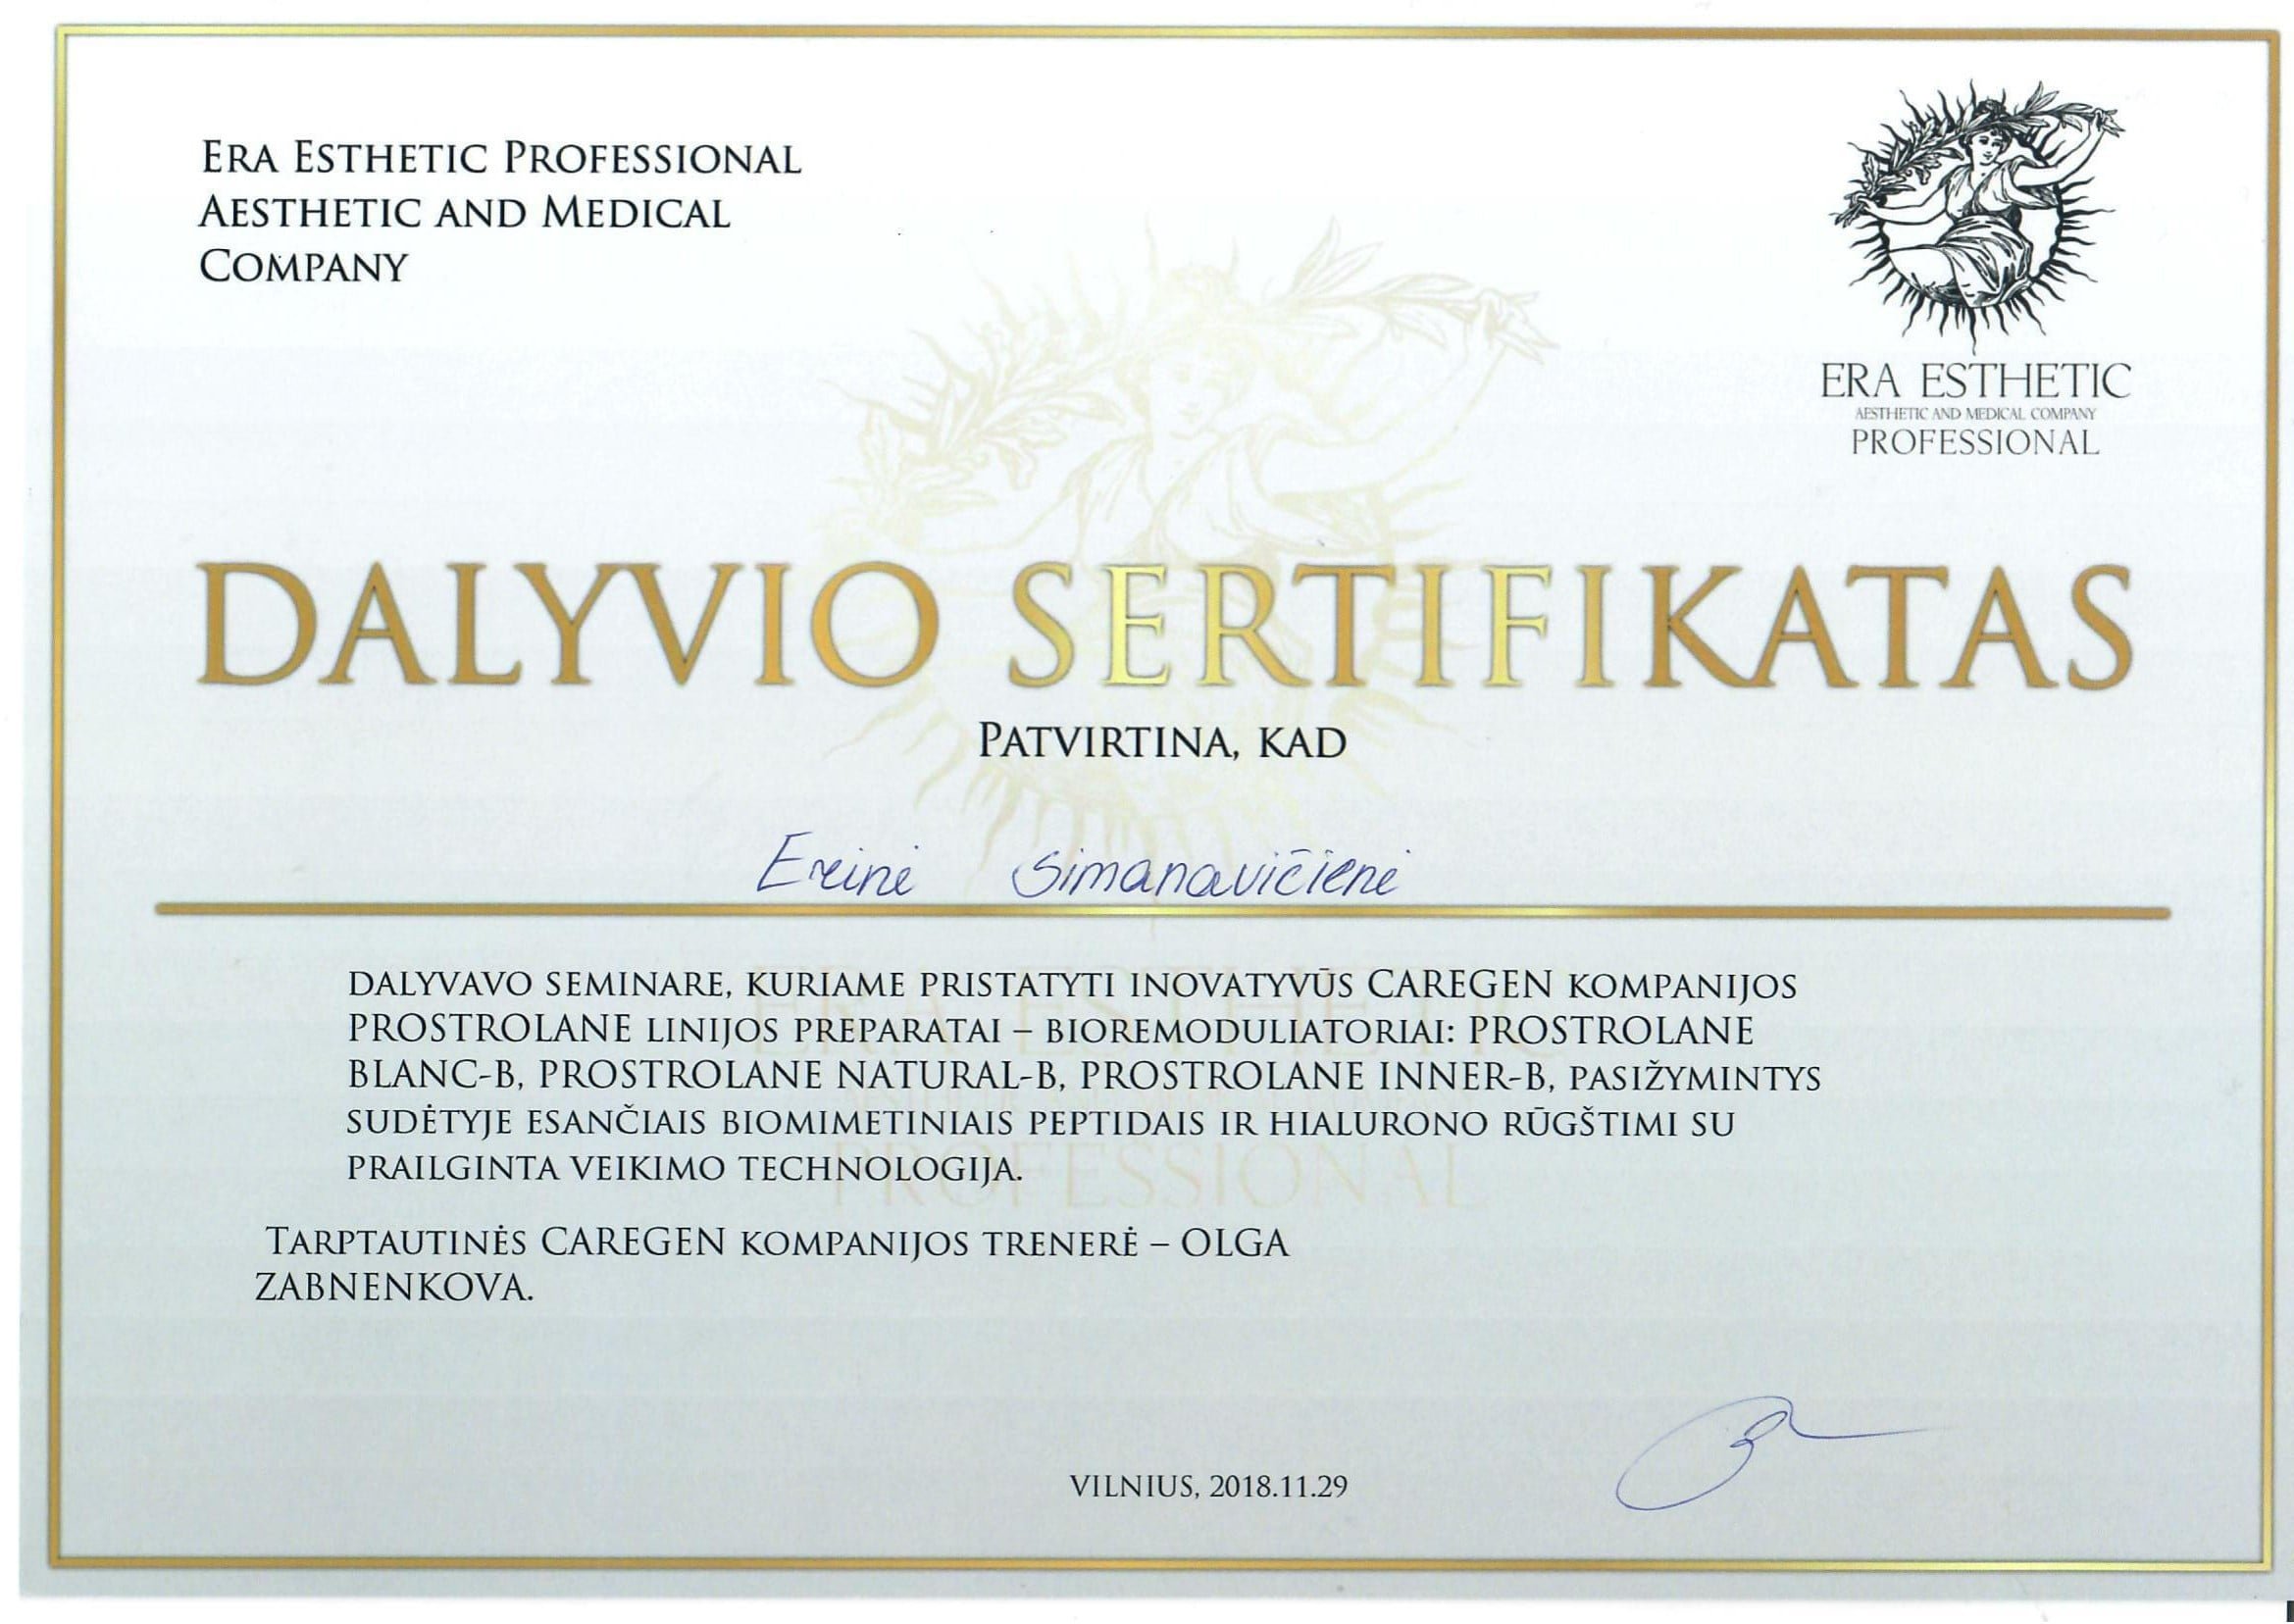 Era Esthetic Professional
Aesthetic and Medical
Company
ERA ESTHETIC
AESTHETIC AND MEDICAL COMPANY
PROFESSIONAL
DALYVIO SERTIFIKATAS
Patvirtina, kad
Simanavičienė
dalyvavo seminare, kuriame pristatyti inovatyvūs CAREGEN kompanijos
PROSTROLANE linijos preparatai – bioremoduliatoriai: PROSTROLANE
BLANC-B, PROSTROLANE NATURAL-B, PROSTROLANE INNER-B, pasižymintys
sudėtyje esančiais biomimetiniais peptidais ir hialurono rūgštimi su
prailginta veikimo technologija.
Tarptautinės CAREGEN kompanijos trenerė – OLGA
ZABNENKOVA.
VILNIUS, 2018.11.29